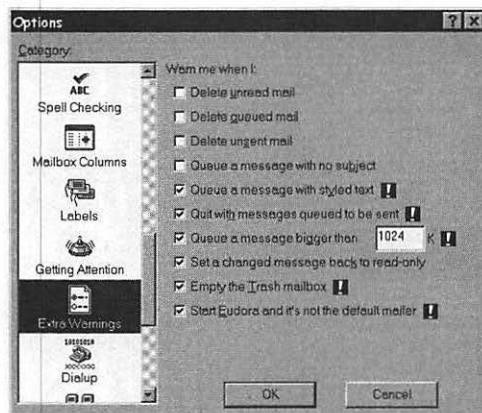 Options
Category:
ABC
Spell Checking
Mailbox Columns
Labels
Getting Attention
Extra Warnings
10101010
Dialup
Warn me when I:
Delete unread mail
Delete queued mail
Delete urgent mail
Queue a message with no subject
Queue a message with styled text
Quit with messages queued to be sent
Queue a message bigger than 1024 K
Set a changed message back to read-only
Empty the Trash mailbox
Start Eudora and it's not the default mailer
OK
Cancel